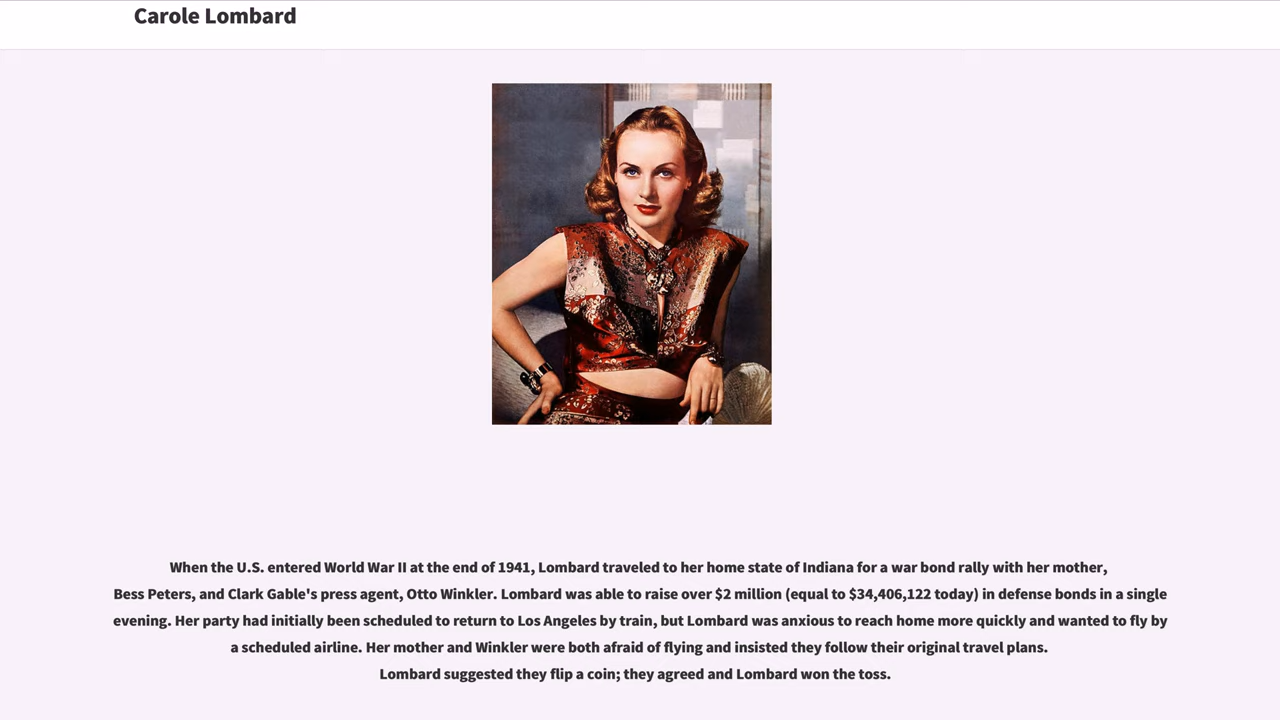 Carole Lombard
When the U.S. entered World War II at the end of 1941, Lombard traveled to her home state of Indiana for a war bond rally with her mother,
Bess Peters, and Clark Gable's press agent, Otto Winkler. Lombard was able to raise over $2 million (equal to $34,406,122 today) in defense bonds in a single
evening. Her party had initially been scheduled to return to Los Angeles by train, but Lombard was anxious to reach home more quickly and wanted to fly by
a scheduled airline. Her mother and Winkler were both afraid of flying and insisted they follow their original travel plans.
Lombard suggested they flip a coin; they agreed and Lombard won the toss.